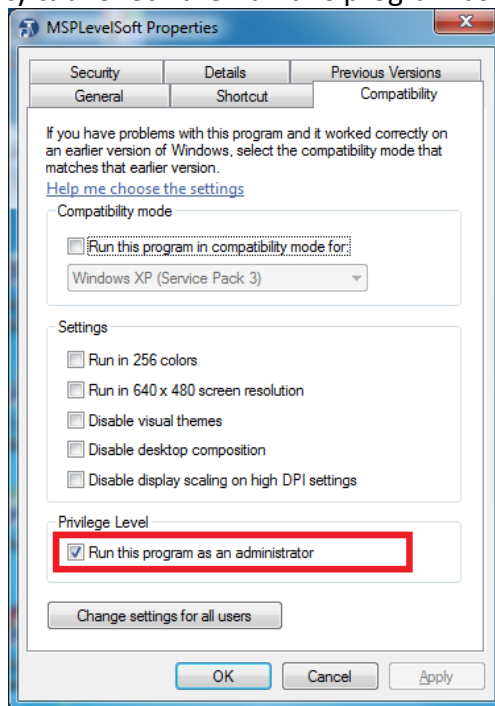 MSPLevelSoft Properties
Security Details Previous Versions
General Shortcut Compatibility
If you have problems with this program and it worked correctly on
an earlier version of Windows, select the compatibility mode that
matches that earlier version.
Help me choose the settings
Compatibility mode
Run this program in compatibility mode for:
Windows XP (Service Pack 3)
Settings
Run in 256 colors
Run in 640 x 480 screen resolution
Disable visual themes
Disable desktop composition
Disable display scaling on high DPI settings
Privilege Level
Run this program as an administrator
Change settings for all users
OK Cancel Apply